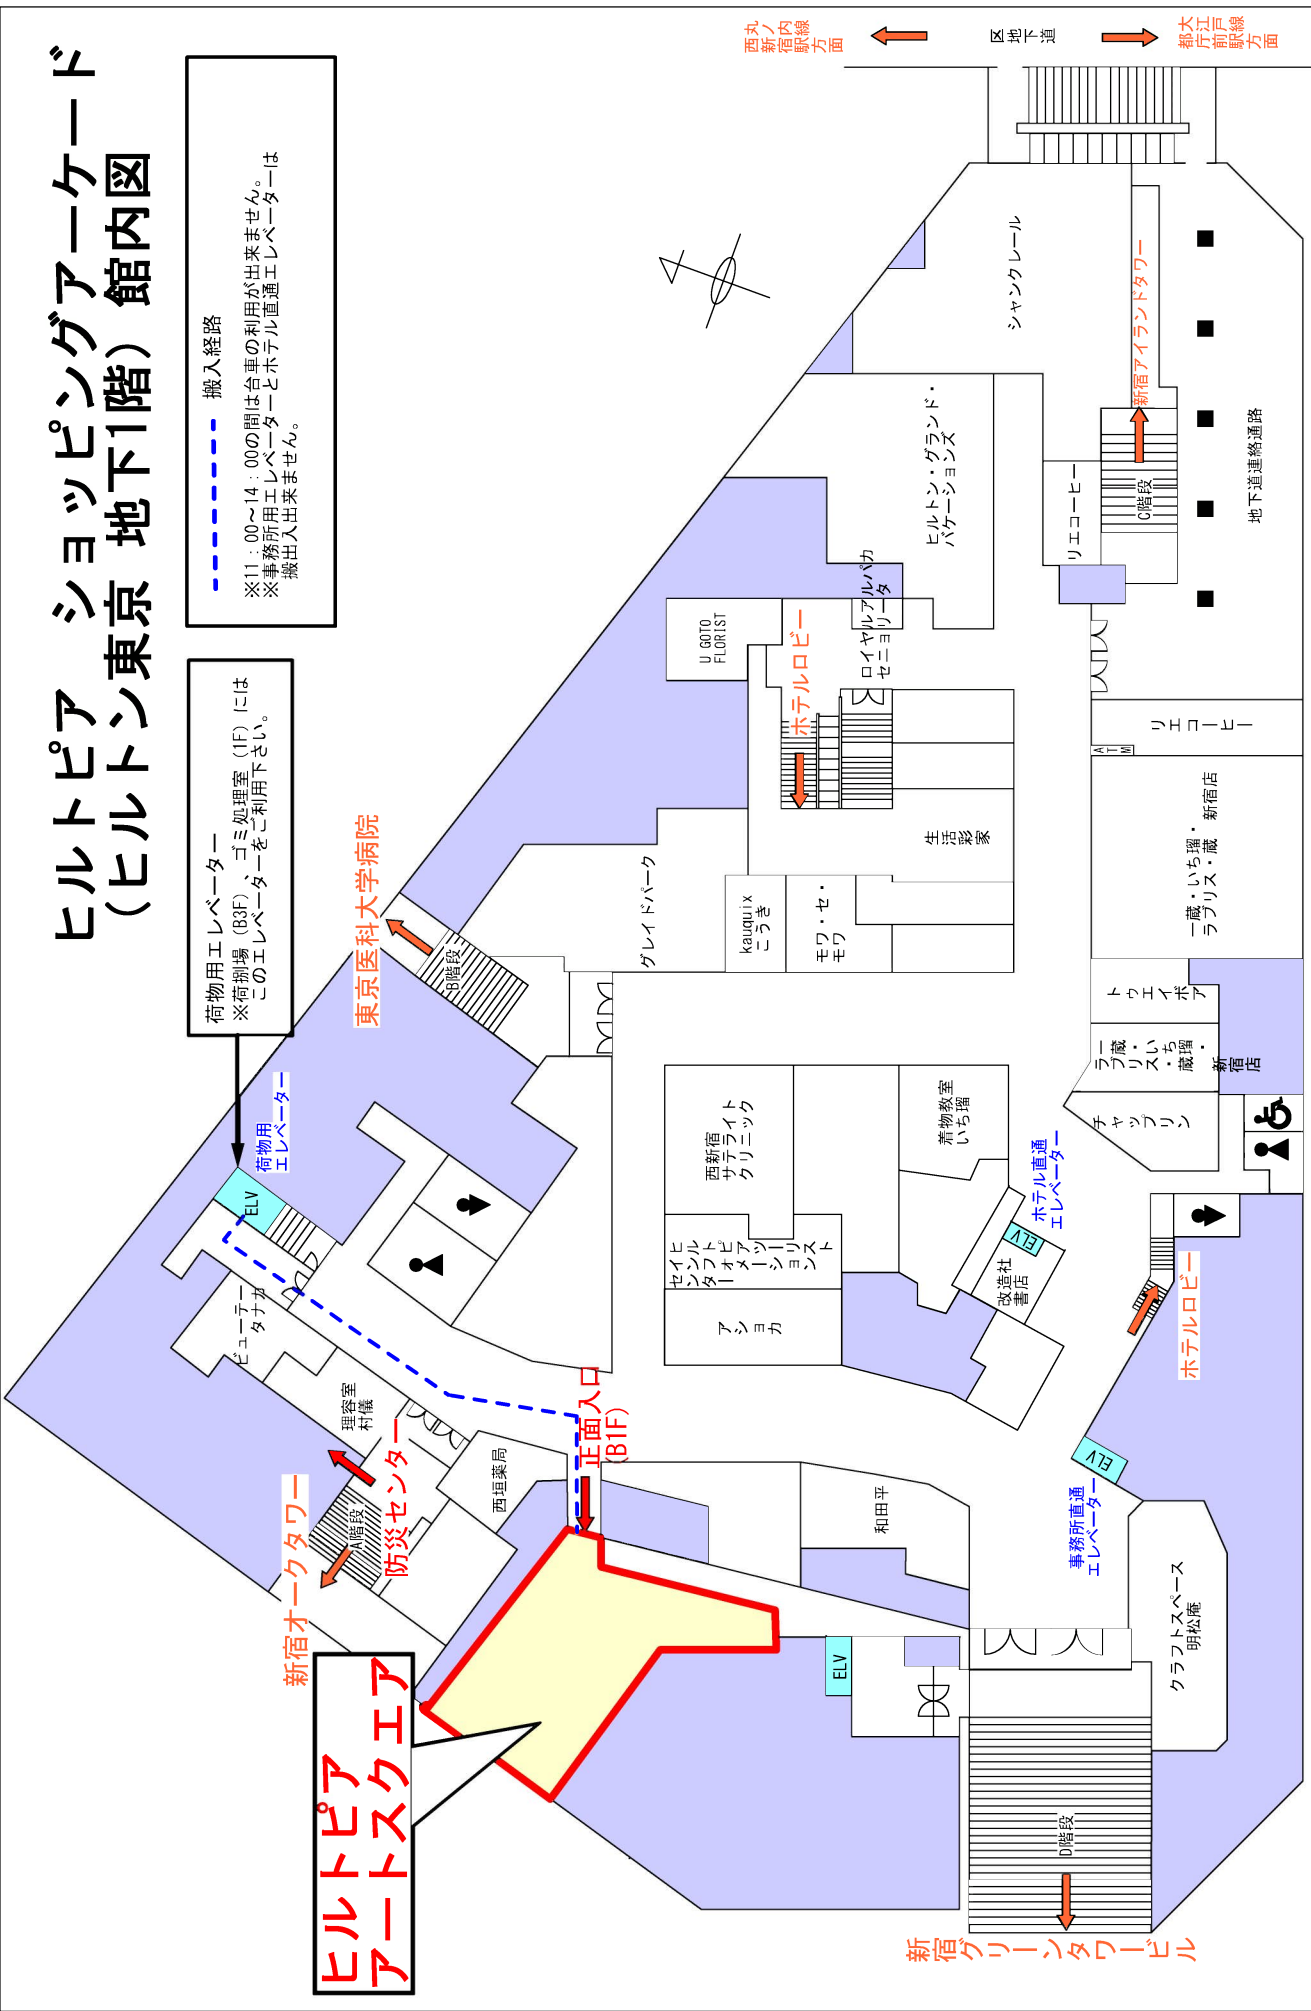 ヒルトピア　ショッピングアーケード
（ヒルトン東京 地下1階）館内図
搬入経路
※11：00～14：00の間は台車の利用が出来ません。
※事務所用エレベーターとホテル直通エレベーターは
搬出入出来ません。
荷物用エレベーター
※荷捌場（B3F）、ゴミ処理室（1F）には
このエレベーターをご利用下さい。
荷物用
エレベーター
ELV
ビューテー
タナカ
理容室
村儀
新宿オークタワー
A階段
防災センター
西垣薬局
正面入口
(B1F)
ヒルトピア
アートスクエア
東京医科大学病院
B階段
グレイドパーク
kauquix
こうき
モワ・セ・
モワ
生活
彩家
U GOTO
FLORIST
ホテルロビー
ロイヤルアルパカ
セニョリータ
ヒルトン・グランド・
バケーションズ
シャンクレール
リエコーヒー
C階段
新宿アイランドタワー
地下道連絡通路
丸ノ内線
西新宿駅
方面
区地下道
大江戸線
都庁前駅
方面
リエコーヒー
ATM
一蔵・いち瑠・
ラブリス・蔵　新宿店
トゥエイボア
一蔵・いち瑠・
ラブリス・蔵
新宿店
チャップリン
西新宿
サテライト
クリニック
着物教室
いち瑠
ヒルトピアツーリスト
インフォメーション
センター
アショカ
ホテル直通
エレベーター
ELV
改造社
書店
ホテルロビー
ELV
事務所直通
エレベーター
和田平
クラフトスペース
明松庵
ELV
D階段
新宿グリーンタワービル